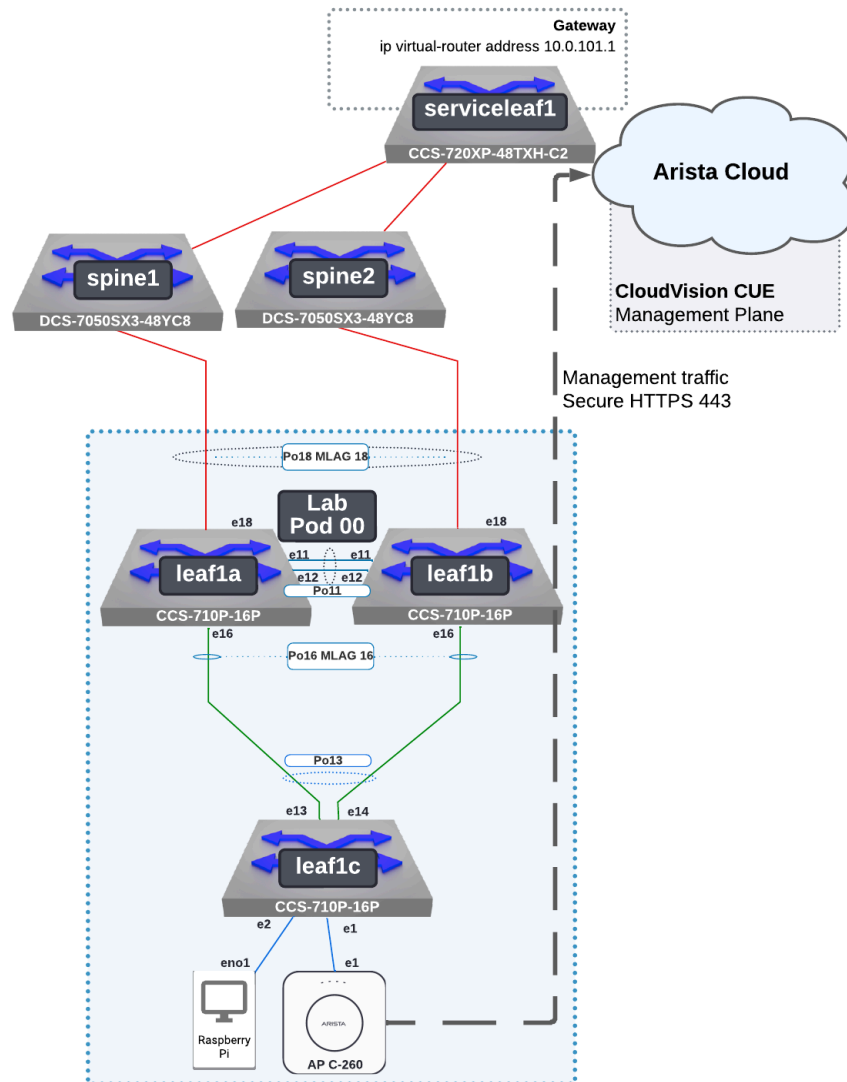 Gateway
ip virtual-router address 10.0.101.1
serviceleaf1
CCS-720XP-48TXH-C2
Arista Cloud
spine1
DCS-7050SX3-48YC8
spine2
DCS-7050SX3-48YC8
CloudVision CUE
Management Plane
Management traffic
Secure HTTPS 443
Po18 MLAG 18
Lab
Pod 00
e18
e18
e11
e11
e12
e12
Po11
leaf1a
CCS-710P-16P
leaf1b
CCS-710P-16P
e16
e16
Po16 MLAG 16
Po13
e13
e14
leaf1c
CCS-710P-16P
e2
e1
eno1
e1
Raspberry
Pi
ARISTA
AP C-260